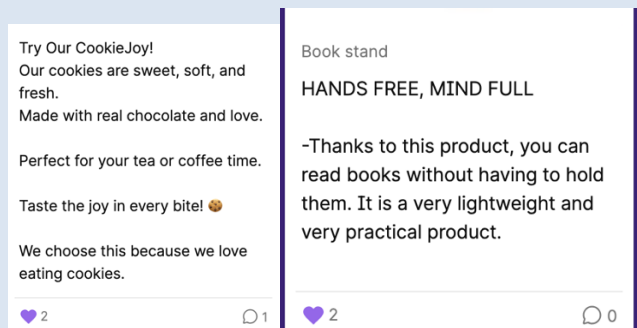 Try Our CookieJoy!
Our cookies are sweet, soft, and
fresh.
Made with real chocolate and love.
Perfect for your tea or coffee time.
Taste the joy in every bite! 🍪
We choose this because we love
eating cookies.
2
1
Book stand
HANDS FREE, MIND FULL
-Thanks to this product, you can
read books without having to hold
them. It is a very lightweight and
very practical product.
2
0